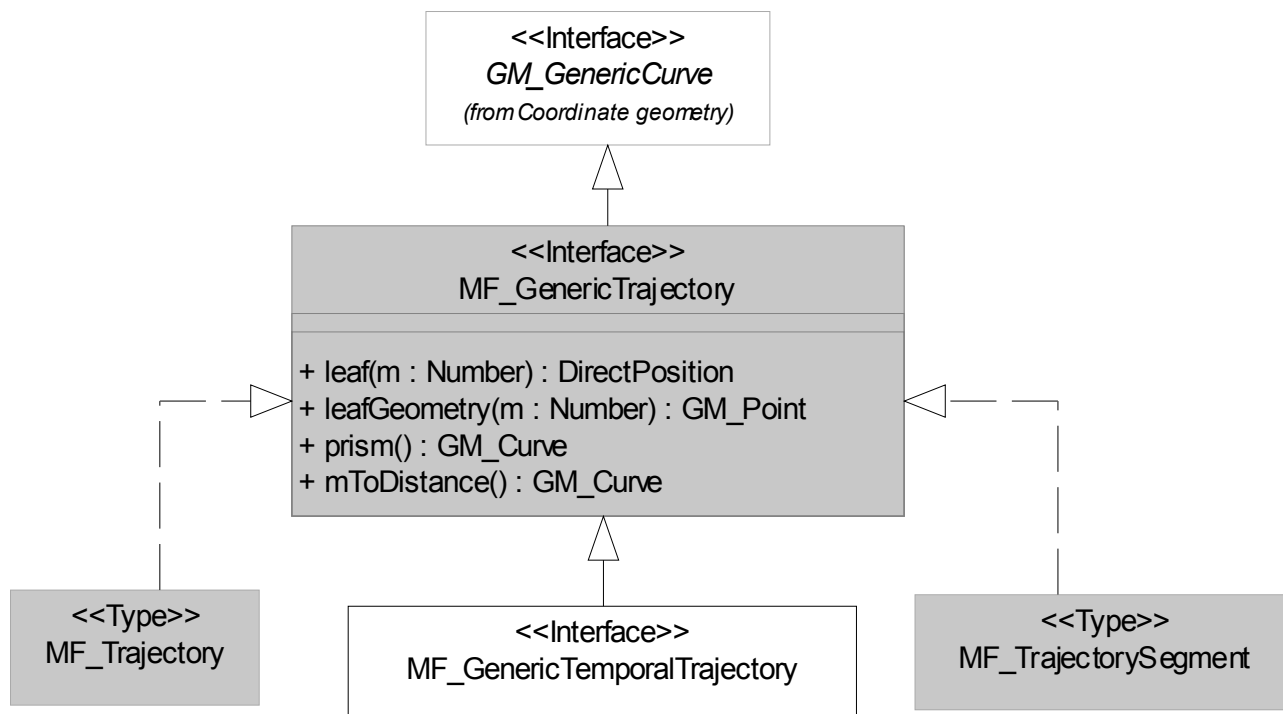 <<Interface>>
GM_GenericCurve
(from Coordinate geometry)
<<Interface>>
MF_GenericTrajectory
+ leaf(m : Number) : DirectPosition
+ leafGeometry(m : Number) : GM_Point
+ prism() : GM_Curve
+ mToDistance() : GM_Curve
<<Type>>
MF_Trajectory
<<Interface>>
MF_GenericTemporalTrajectory
<<Type>>
MF_TrajectorySegment